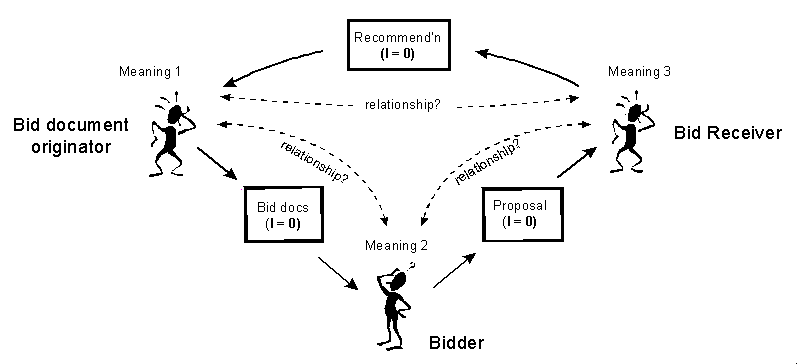 Recommend'n
(I = 0)
Meaning 1
Meaning 3
relationship?
Bid document
originator
Bid Receiver
relationship?
relationship?
Bid docs
(I = 0)
Proposal
(I = 0)
Meaning 2
Bidder